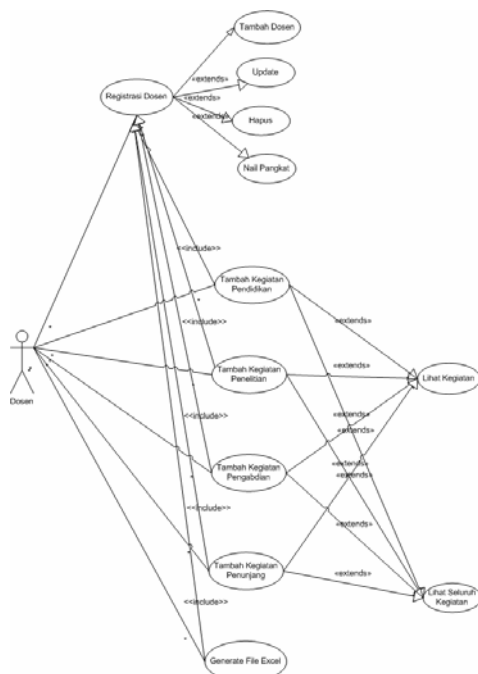 Tambah Dosen
«extends»
Update
Registrasi Dosen
«extends»
«extends»
Hapus
«extends»
Nail Pangkat
<<include>>
Tambah Kegiatan
Pendidikan
<<include>>
«extends»
Tambah Kegiatan
Penelitian
«extends»
Lihat Kegiatan
Dosen
<<include>>
«extends»
«extends»
Tambah Kegiatan
Pengabdian
«extends»
«extends»
<<include>>
«extends»
Tambah Kegiatan
Penunjang
«extends»
Lihat Seluruh
Kegiatan
<<include>>
Generate File Excel